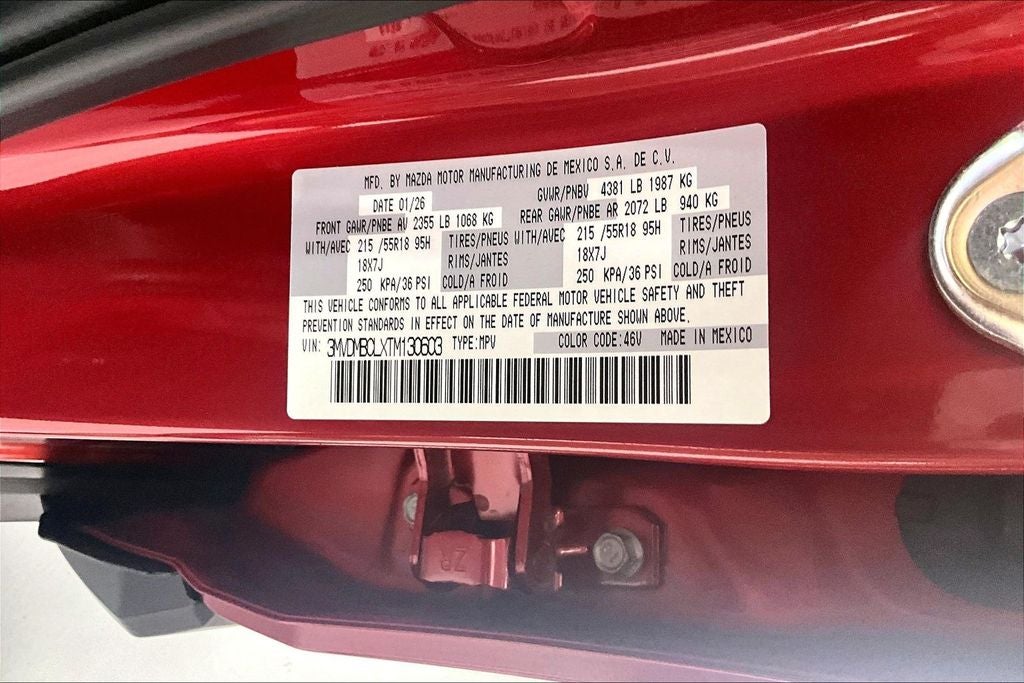 MFD. BY MAZDA MOTOR MANUFACTURING DE MEXICO S.A. DE C.V.
DATE 01/26 GVWR/PNBV 4381 LB 1987 KG
FRONT GAWR/PNBE AV 2355 LB 1068 KG REAR GAWR/PNBE AR 2072 LB 940 KG
WITH/AVEC 215 /55R18 95H TIRES/PNEUS WITH/AVEC 215 /55R18 95H TIRES/PNEUS
18X7J RIMS/JANTES 18X7J RIMS/JANTES
250 KPA/36 PSI COLD/A FROID 250 KPA/36 PSI COLD/A FROID
THIS VEHICLE CONFORMS TO ALL APPLICABLE FEDERAL MOTOR VEHICLE SAFETY AND THEFT
PREVENTION STANDARDS IN EFFECT ON THE DATE OF MANUFACTURE SHOWN ABOVE.
VIN: 3MVDMBCLXTM130603 TYPE:MPV COLOR CODE:46V MADE IN MEXICO
ZR